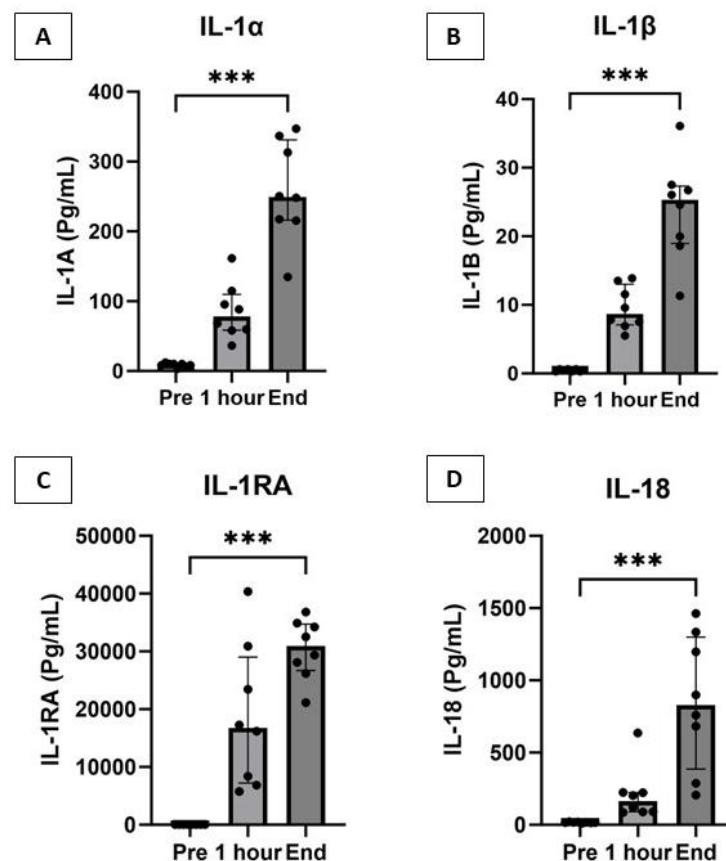 A
IL-1α
***
400
300
200
100
0
IL-1A (Pg/mL)
Pre 1 hour End
B
IL-1β
***
40
30
20
10
0
IL-1B (Pg/mL)
Pre 1 hour End
C
IL-1RA
***
50000
40000
30000
20000
10000
0
IL-1RA (Pg/mL)
Pre 1 hour End
D
IL-18
***
2000
1500
1000
500
0
IL-18 (Pg/mL)
Pre 1 hour End